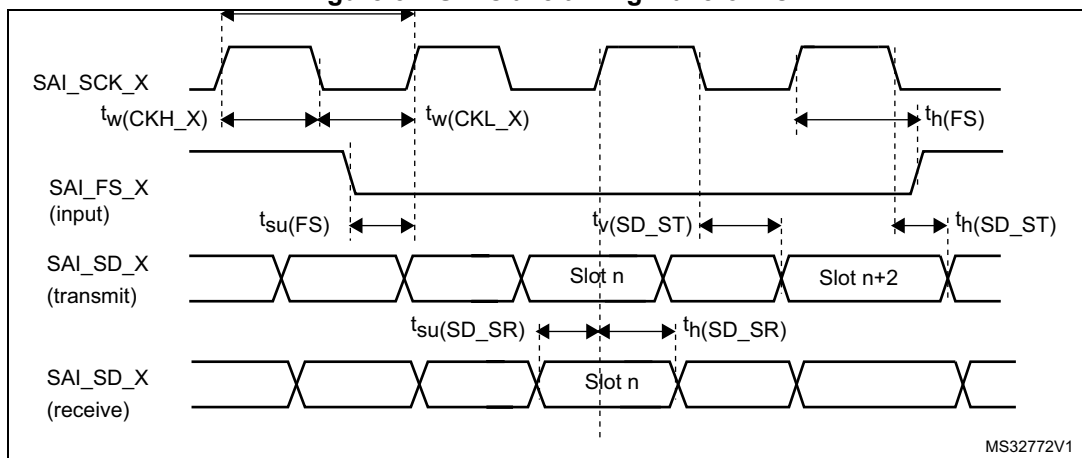 SAI_SCK_X
tw(CKH_X) tw(CKL_X) th(FS)
SAI_FS_X
(input)
tsu(FS) tv(SD_ST) th(SD_ST)
SAI_SD_X
(transmit)
Slot n Slot n+2
tsu(SD_SR) th(SD_SR)
SAI_SD_X
(receive)
Slot n
MS32772V1